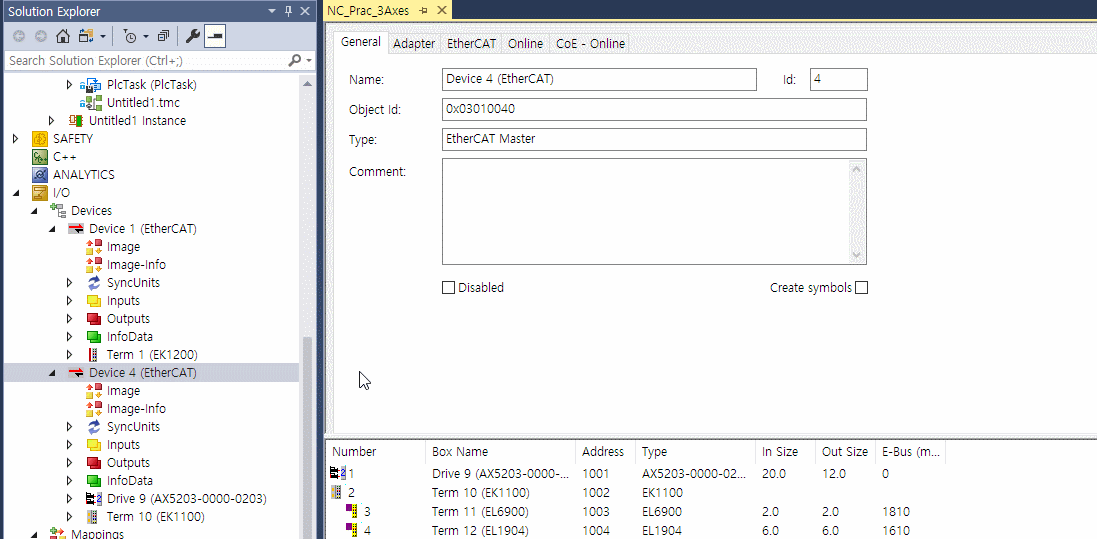 Solution Explorer
Search Solution Explorer (Ctrl+;)
PlcTask (PlcTask)
Untitled1.tmc
Untitled1 Instance
SAFETY
C++
ANALYTICS
I/O
Devices
Device 1 (EtherCAT)
Image
Image-Info
SyncUnits
Inputs
Outputs
InfoData
Term 1 (EK1200)
Device 4 (EtherCAT)
Image
Image-Info
SyncUnits
Inputs
Outputs
InfoData
Drive 9 (AX5203-0000-0203)
Term 10 (EK1100)
Mappings
NC_Prac_3Axes
General Adapter EtherCAT Online CoE - Online
Name: Device 4 (EtherCAT) Id: 4
Object Id: 0x03010040
Type: EtherCAT Master
Comment:
Disabled Create symbols
Number Box Name Address Type In Size Out Size E-Bus (m...
1 Drive 9 (AX5203-0000-... 1001 AX5203-0000-02... 20.0 12.0 0
2 Term 10 (EK1100) 1002 EK1100
3 Term 11 (EL6900) 1003 EL6900 2.0 2.0 1810
4 Term 12 (EL1904) 1004 EL1904 6.0 6.0 1610